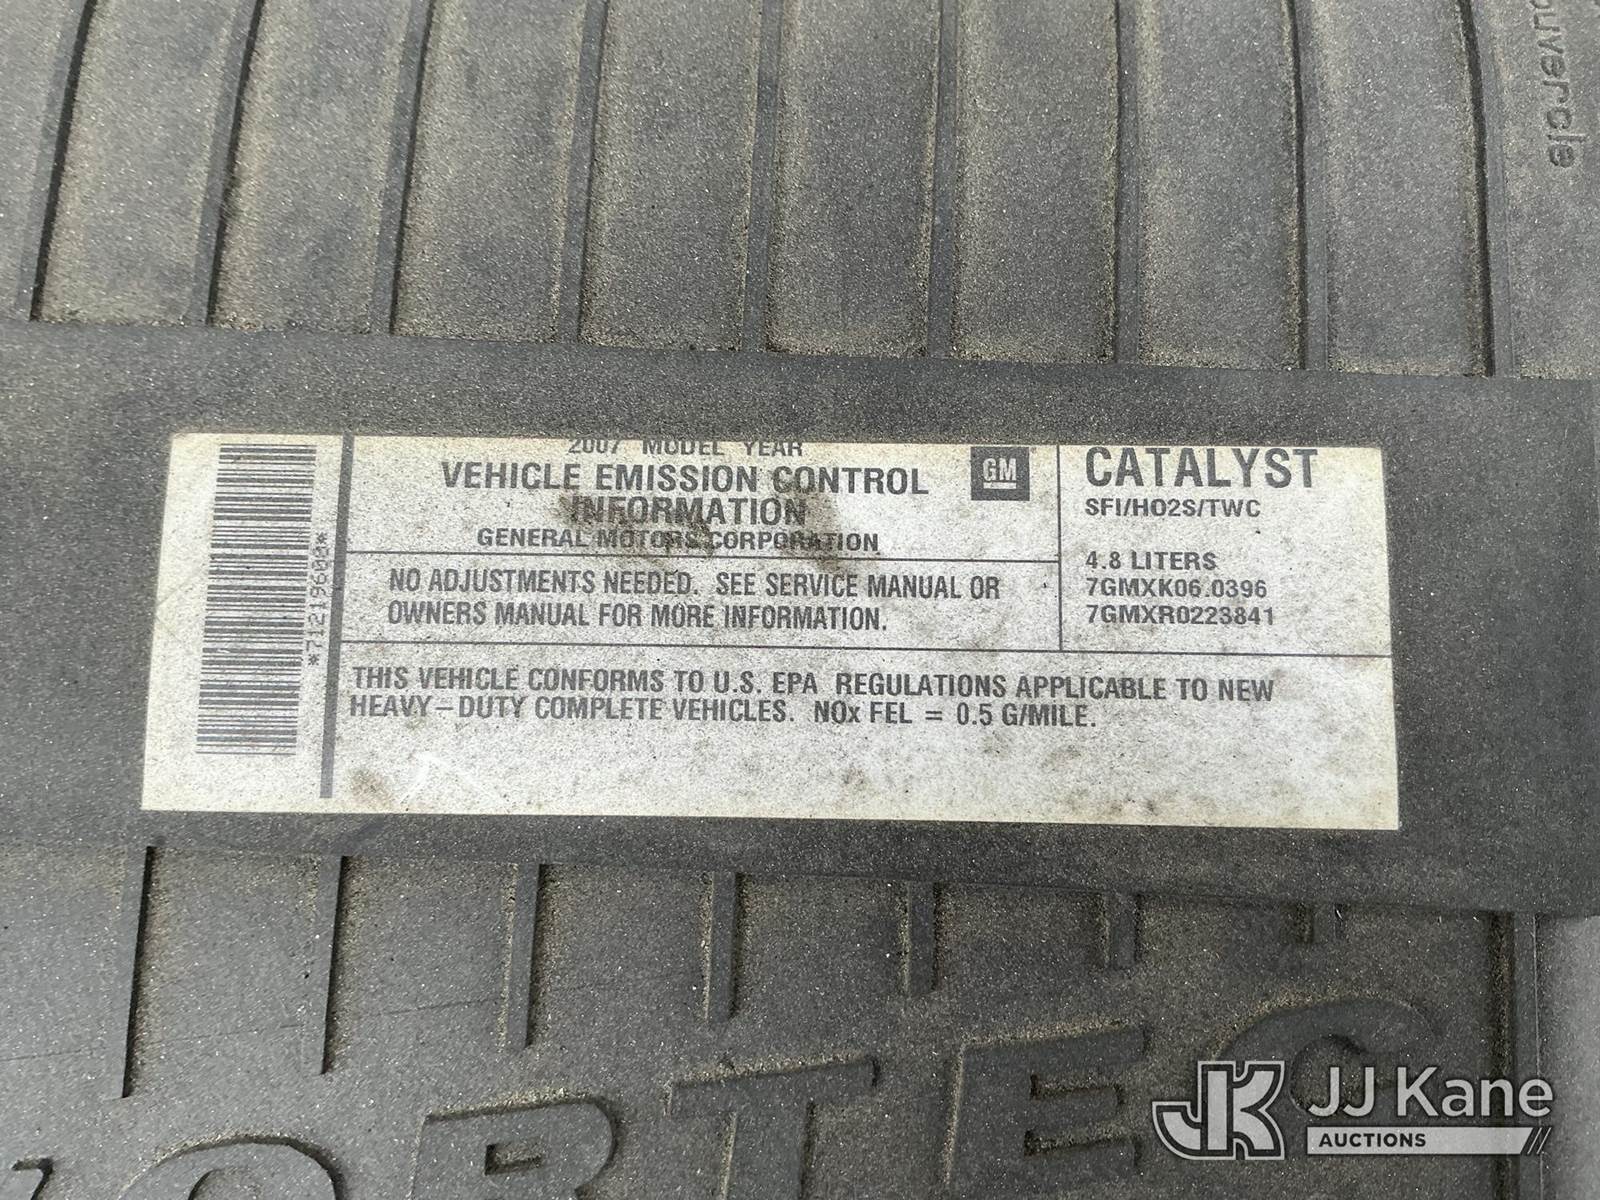 ouvercle
2007 MODEL YEAR
VEHICLE EMISSION CONTROL
INFORMATION
GENERAL MOTORS CORPORATION
GM
CATALYST
SFI/HO2S/TWC
4.8 LITERS
7GMXK06.0396
7GMXR0223841
NO ADJUSTMENTS NEEDED. SEE SERVICE MANUAL OR
OWNERS MANUAL FOR MORE INFORMATION.
THIS VEHICLE CONFORMS TO U.S. EPA REGULATIONS APPLICABLE TO NEW
HEAVY-DUTY COMPLETE VEHICLES. NOx FEL = 0.5 G/MILE.
ORTEC
JJ Kane
AUCTIONS